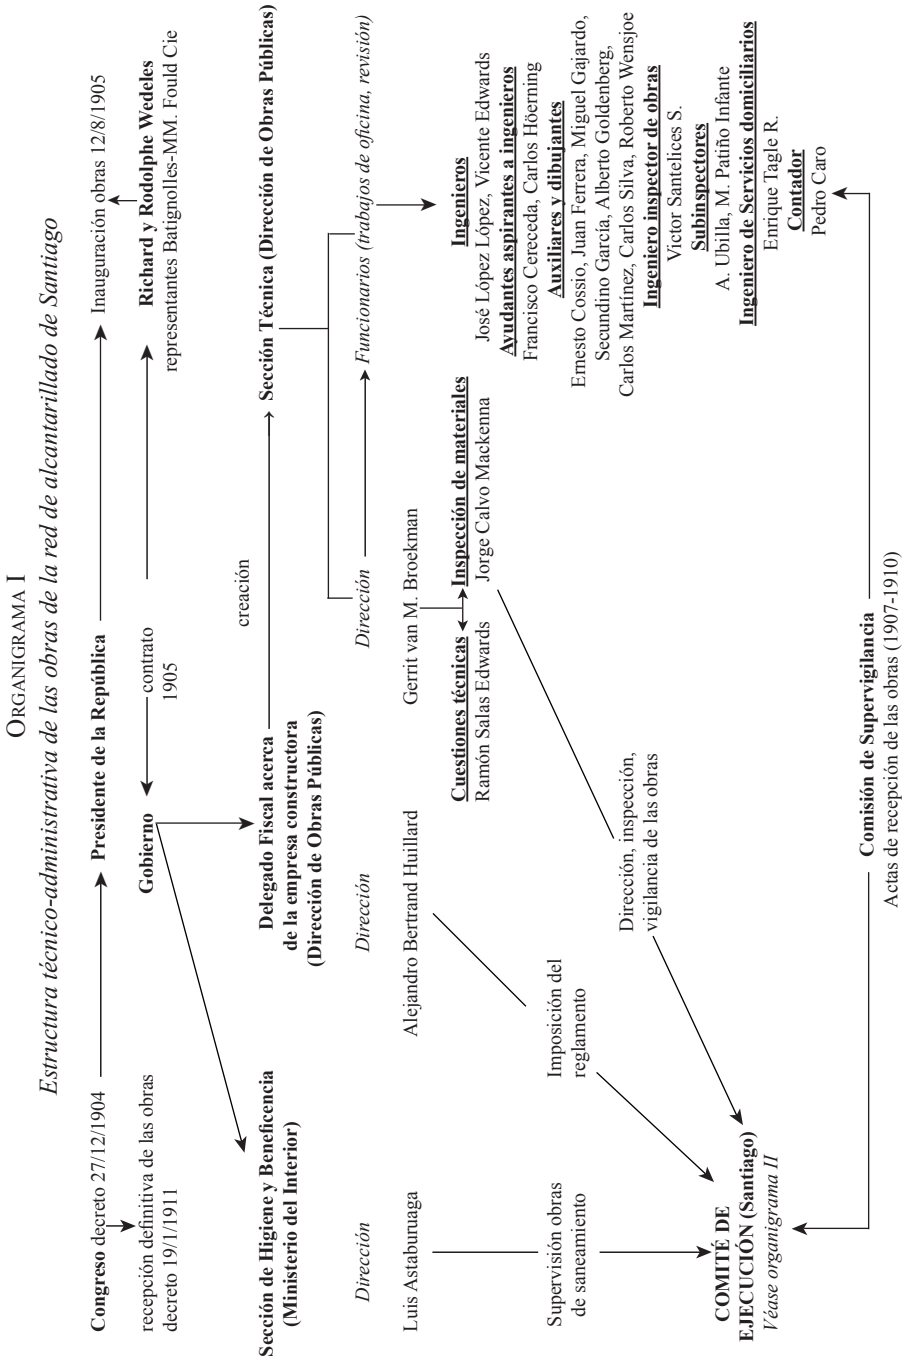 ORGANIGRAMA I
Estructura técnico-administrativa de las obras de la red de alcantarillado de Santiago
Congreso decreto 27/12/1904
Presidente de la República
Inauguración obras 12/8/1905
recepción definitiva de las obras
decreto 19/1/1911
Gobierno
contrato
1905
Richard y Rodolphe Wedeles
representantes Batignolles-MM. Fould Cie
Sección de Higiene y Beneficencia
(Ministerio del Interior)
Delegado Fiscal acerca
de la empresa constructora
(Dirección de Obras Públicas)
creación
Sección Técnica (Dirección de Obras Públicas)
Dirección
Dirección
Dirección
Funcionarios (trabajos de oficina, revisión)
Luis Astaburuaga
Alejandro Bertrand Huillard
Gerrit van M. Broekman
Cuestiones técnicas
Ramón Salas Edwards
Inspección de materiales
Jorge Calvo Mackenna
Ingenieros
José López López, Vicente Edwards
Ayudantes aspirantes a ingenieros
Francisco Cereceda, Carlos Höerning
Auxiliares y dibujantes
Ernesto Cossio, Juan Ferrera, Miguel Gajardo,
Secundino García, Alberto Goldenberg,
Carlos Martínez, Carlos Silva, Roberto Wensjoe
Ingeniero inspector de obras
Victor Santelices S.
Subinspectores
A. Ubilla, M. Patiño Infante
Ingeniero de Servicios domiciliarios
Enrique Tagle R.
Contador
Pedro Caro
Supervisión obras
de saneamiento
Imposición del
reglamento
Dirección, inspección,
vigilancia de las obras
COMITÉ DE
EJECUCIÓN (Santiago)
Véase organigrama II
Comisión de Supervigilancia
Actas de recepción de las obras (1907-1910)